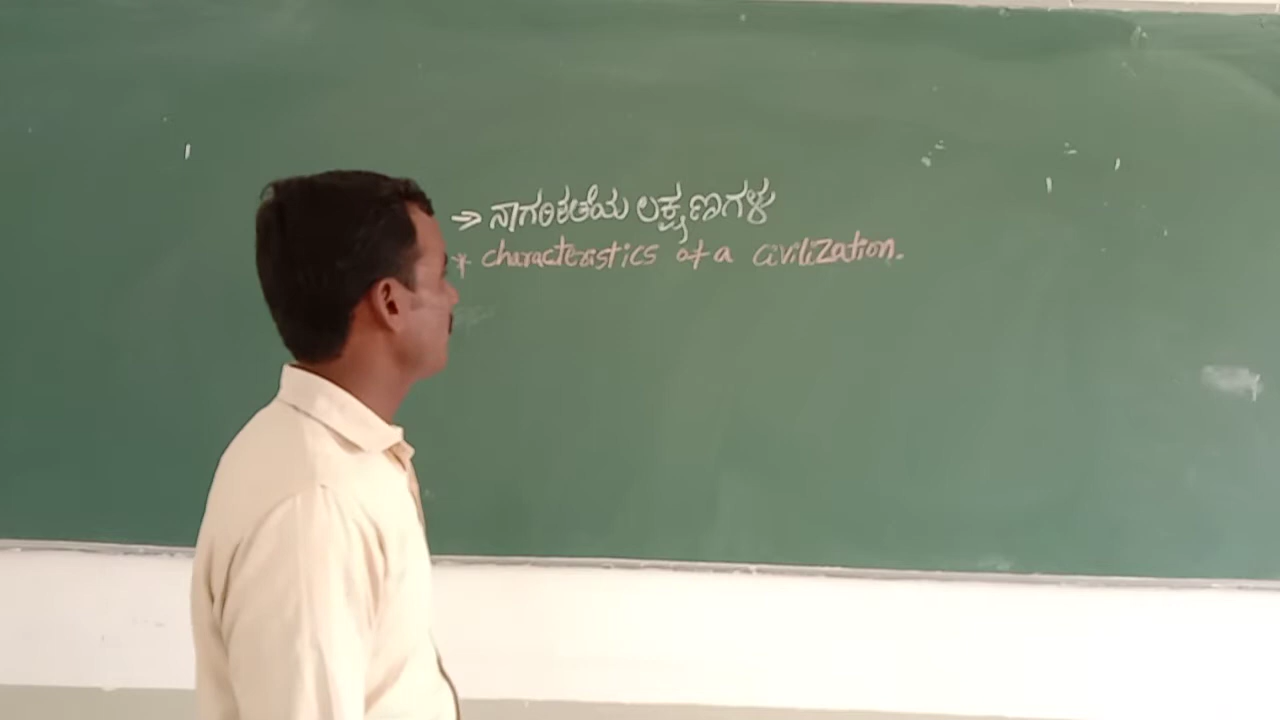 ⇒ ನಾಗರಿಕತೆಯ ಲಕ್ಷಣಗಳು
* characteristics of a civilization.